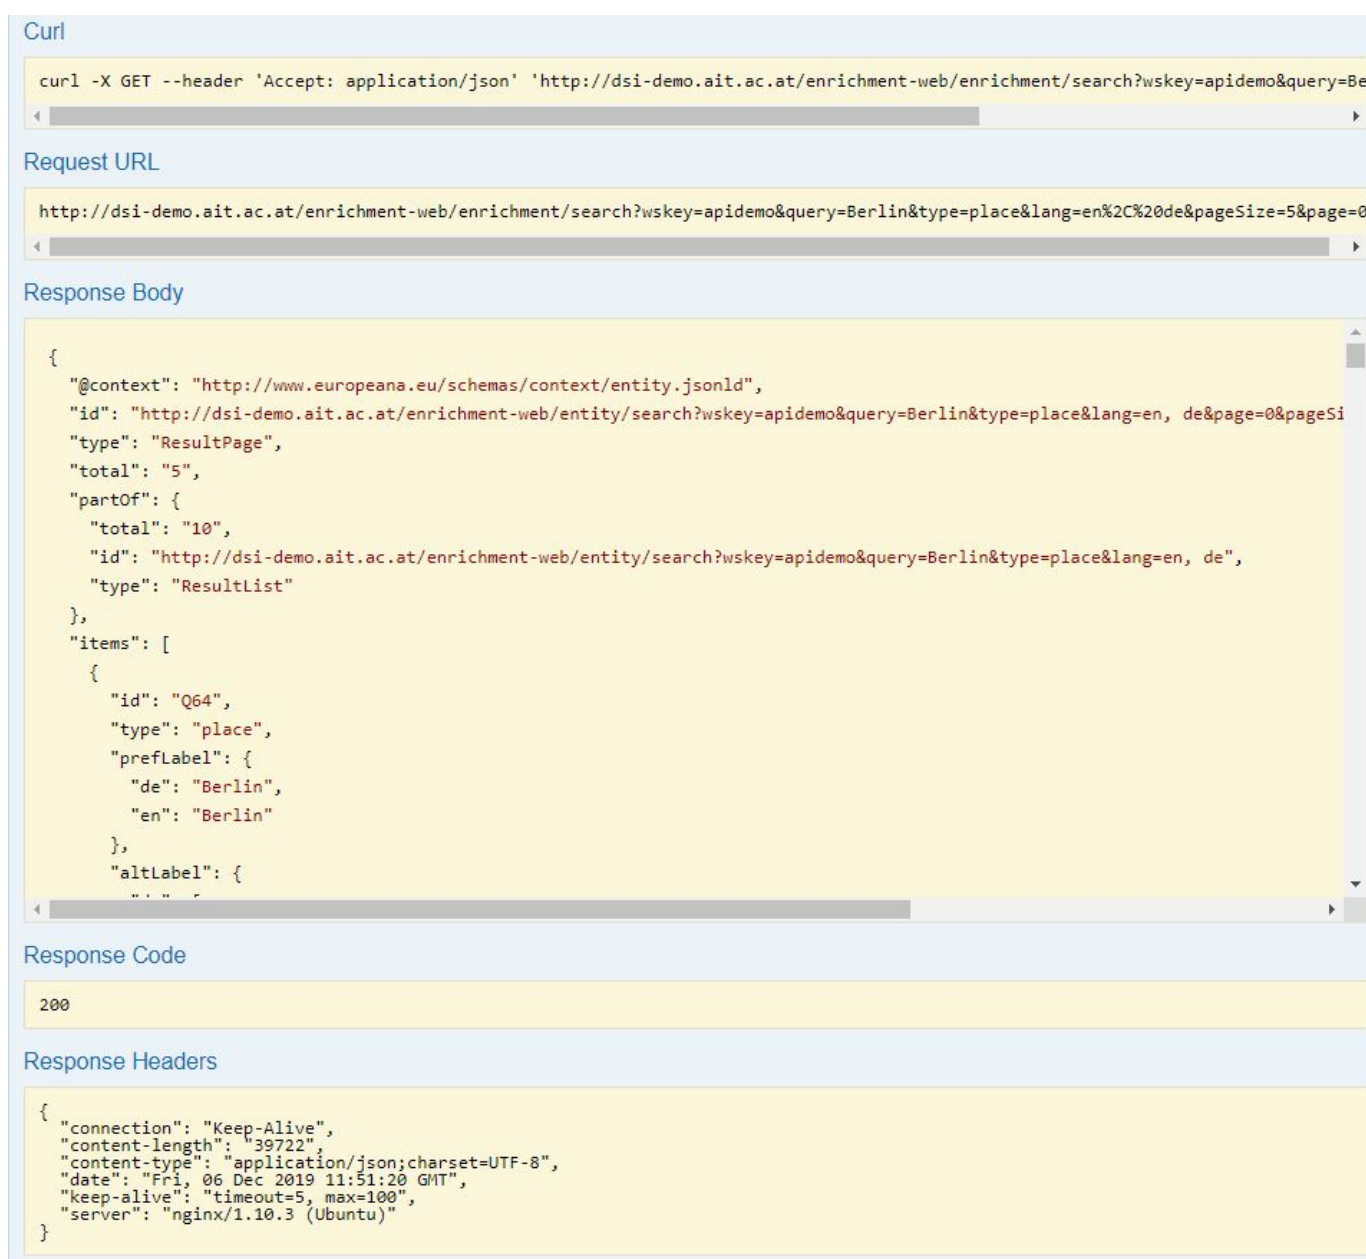 Curl
curl -X GET --header 'Accept: application/json' 'http://dsi-demo.ait.ac.at/enrichment-web/enrichment/search?wskey=apidemo&query=Be
Request URL
http://dsi-demo.ait.ac.at/enrichment-web/enrichment/search?wskey=apidemo&query=Berlin&type=place&lang=en%2C%20de&pageSize=5&page=0
Response Body
{
"@context": "http://www.europeana.eu/schemas/context/entity.jsonld",
"id": "http://dsi-demo.ait.ac.at/enrichment-web/entity/search?wskey=apidemo&query=Berlin&type=place&lang=en, de&page=0&pageSi
"type": "ResultPage",
"total": "5",
"partOf": {
"total": "10",
"id": "http://dsi-demo.ait.ac.at/enrichment-web/entity/search?wskey=apidemo&query=Berlin&type=place&lang=en, de",
"type": "ResultList"
},
"items": [
{
"id": "Q64",
"type": "place",
"prefLabel": {
"de": "Berlin",
"en": "Berlin"
},
"altLabel": {
Response Code
200
Response Headers
{
"connection": "Keep-Alive",
"content-length": "39722",
"content-type": "application/json;charset=UTF-8",
"date": "Fri, 06 Dec 2019 11:51:20 GMT",
"keep-alive": "timeout=5, max=100",
"server": "nginx/1.10.3 (Ubuntu)"
}